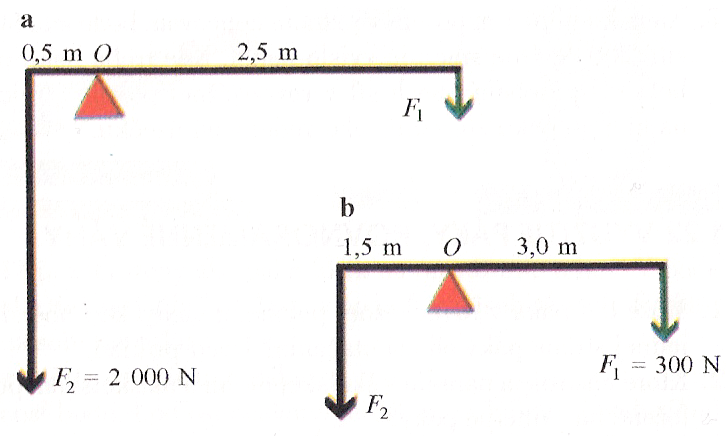 a
0,5 m O 2,5 m
F₁
F₂ = 2 000 N
b
1,5 m O 3,0 m
F₁ = 300 N
F₂